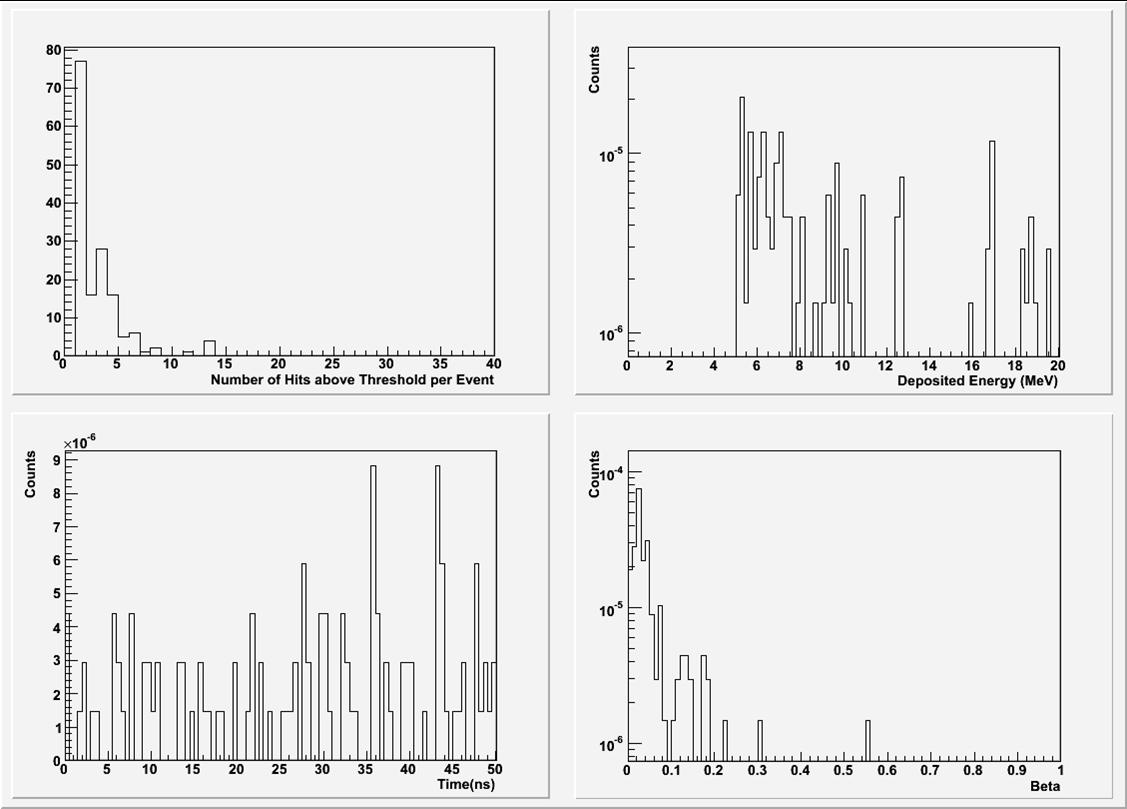 80
70
60
50
40
30
20
10
0
0 5 10 15 20 25 30 35 40
Number of Hits above Threshold per Event
Counts
10-5
10-6
0 2 4 6 8 10 12 14 16 18 20
Deposited Energy (MeV)
×10-6
Counts
9
8
7
6
5
4
3
2
1
0
0 5 10 15 20 25 30 35 40 45 50
Time(ns)
Counts
10-4
10-5
10-6
0 0.1 0.2 0.3 0.4 0.5 0.6 0.7 0.8 0.9 1
Beta